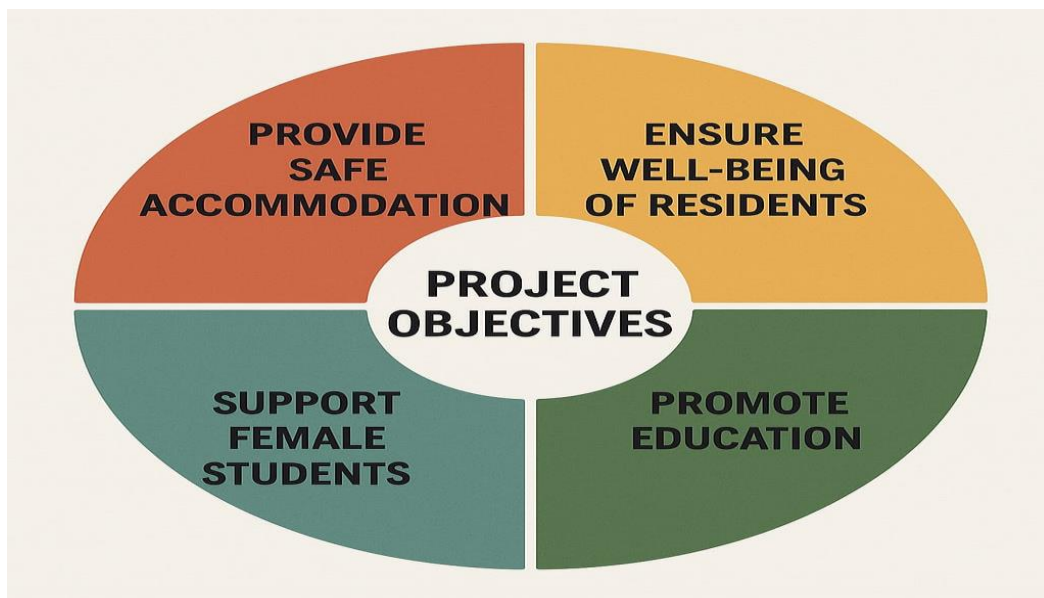 PROVIDE
SAFE
ACCOMMODATION
ENSURE
WELL-BEING
OF RESIDENTS
PROJECT
OBJECTIVES
SUPPORT
FEMALE
STUDENTS
PROMOTE
EDUCATION